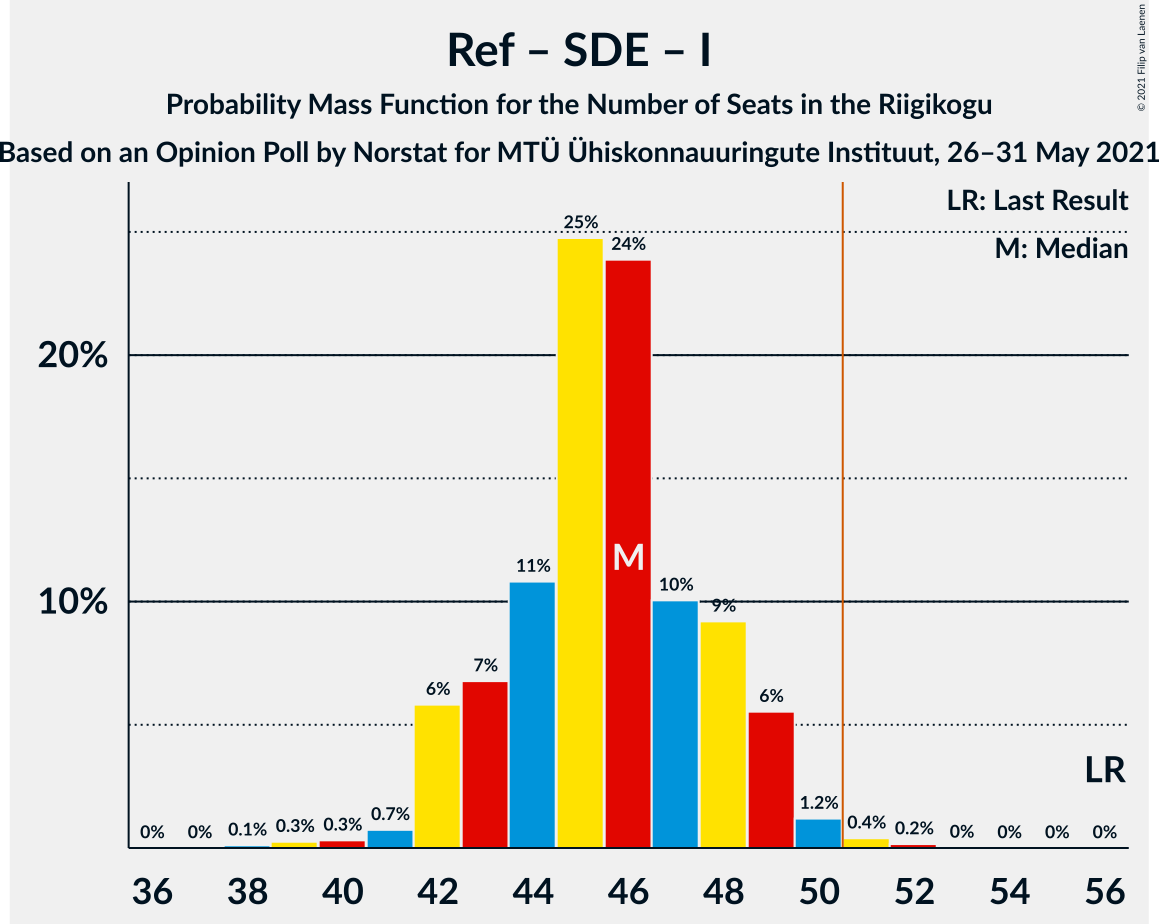 Ref – SDE – I
Probability Mass Function for the Number of Seats in the Riigikogu
Based on an Opinion Poll by Norstat for MTÜ Ühiskonnauuringute Instituut, 26–31 May 2021
© 2021 Filip van Laenen
LR: Last Result
M: Median
20%
10%
0% 0% 0.1% 0.3% 0.3% 0.7% 6% 7% 11% 25% 24% 10% 9% 6% 1.2% 0.4% 0.2% 0% 0% 0% 0%
M
LR
36 38 40 42 44 46 48 50 52 54 56